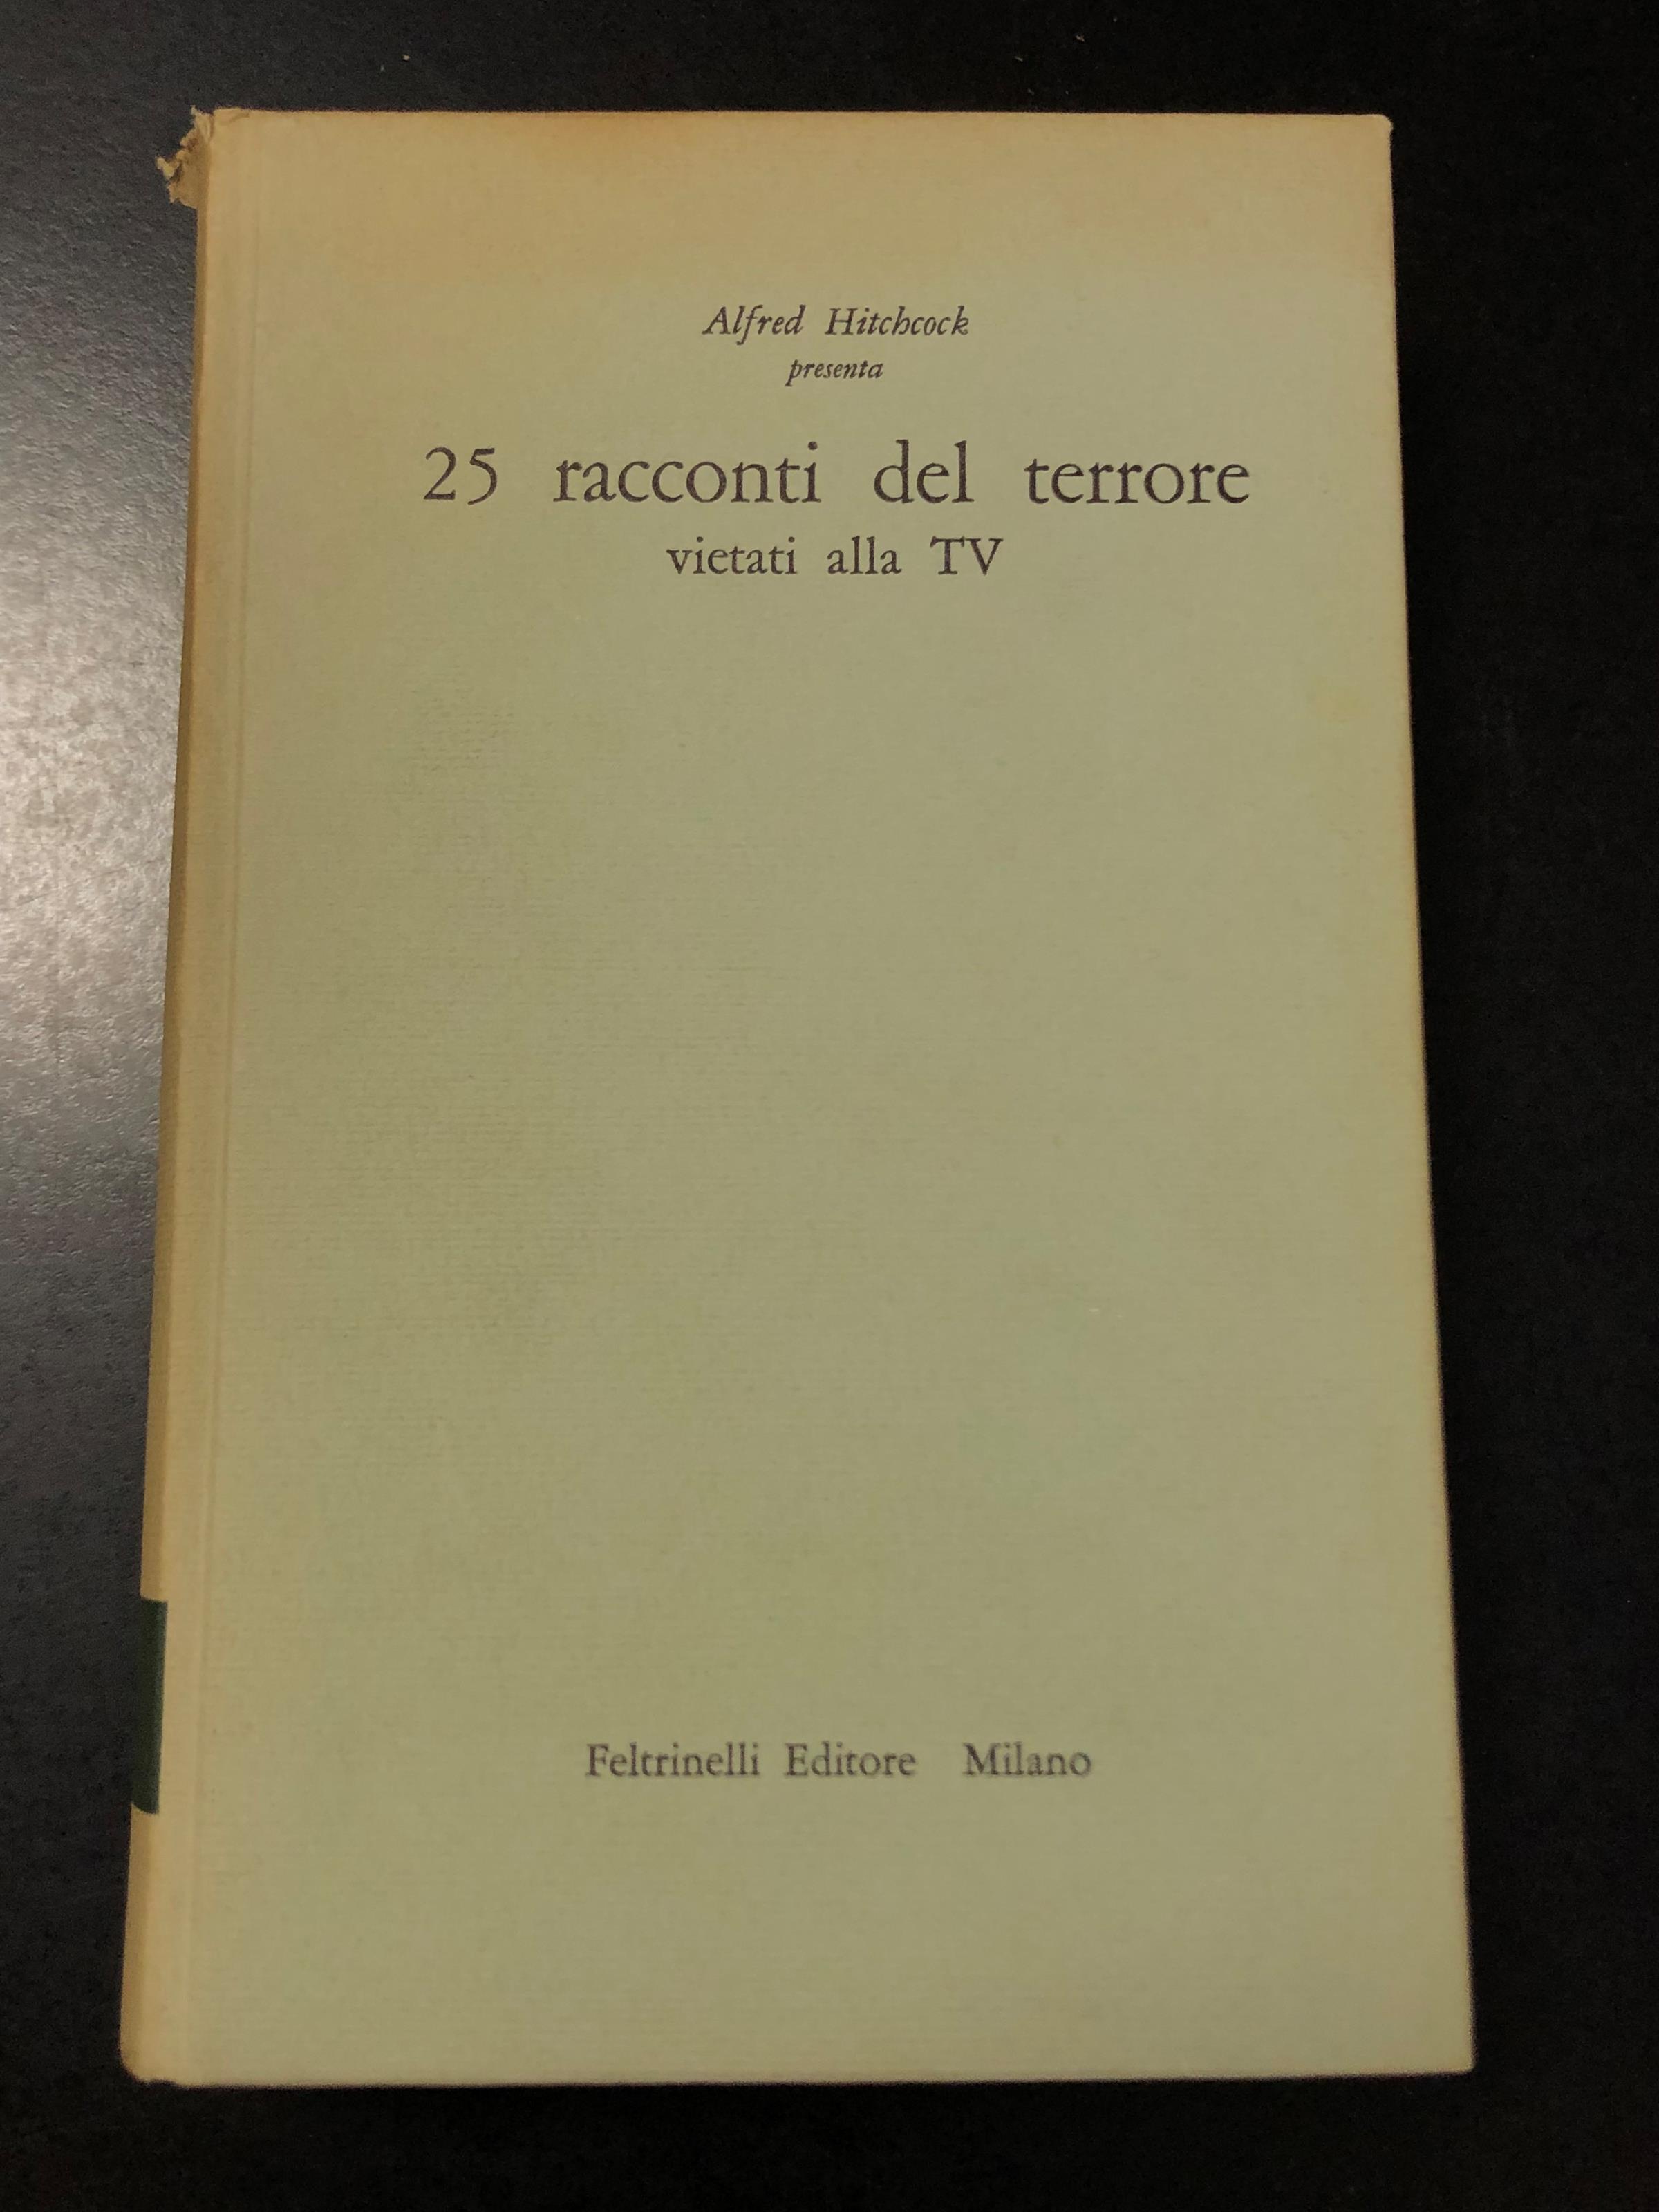 Alfred Hitchcock
presenta
25 racconti del terrore
vietati alla TV
Feltrinelli Editore Milano